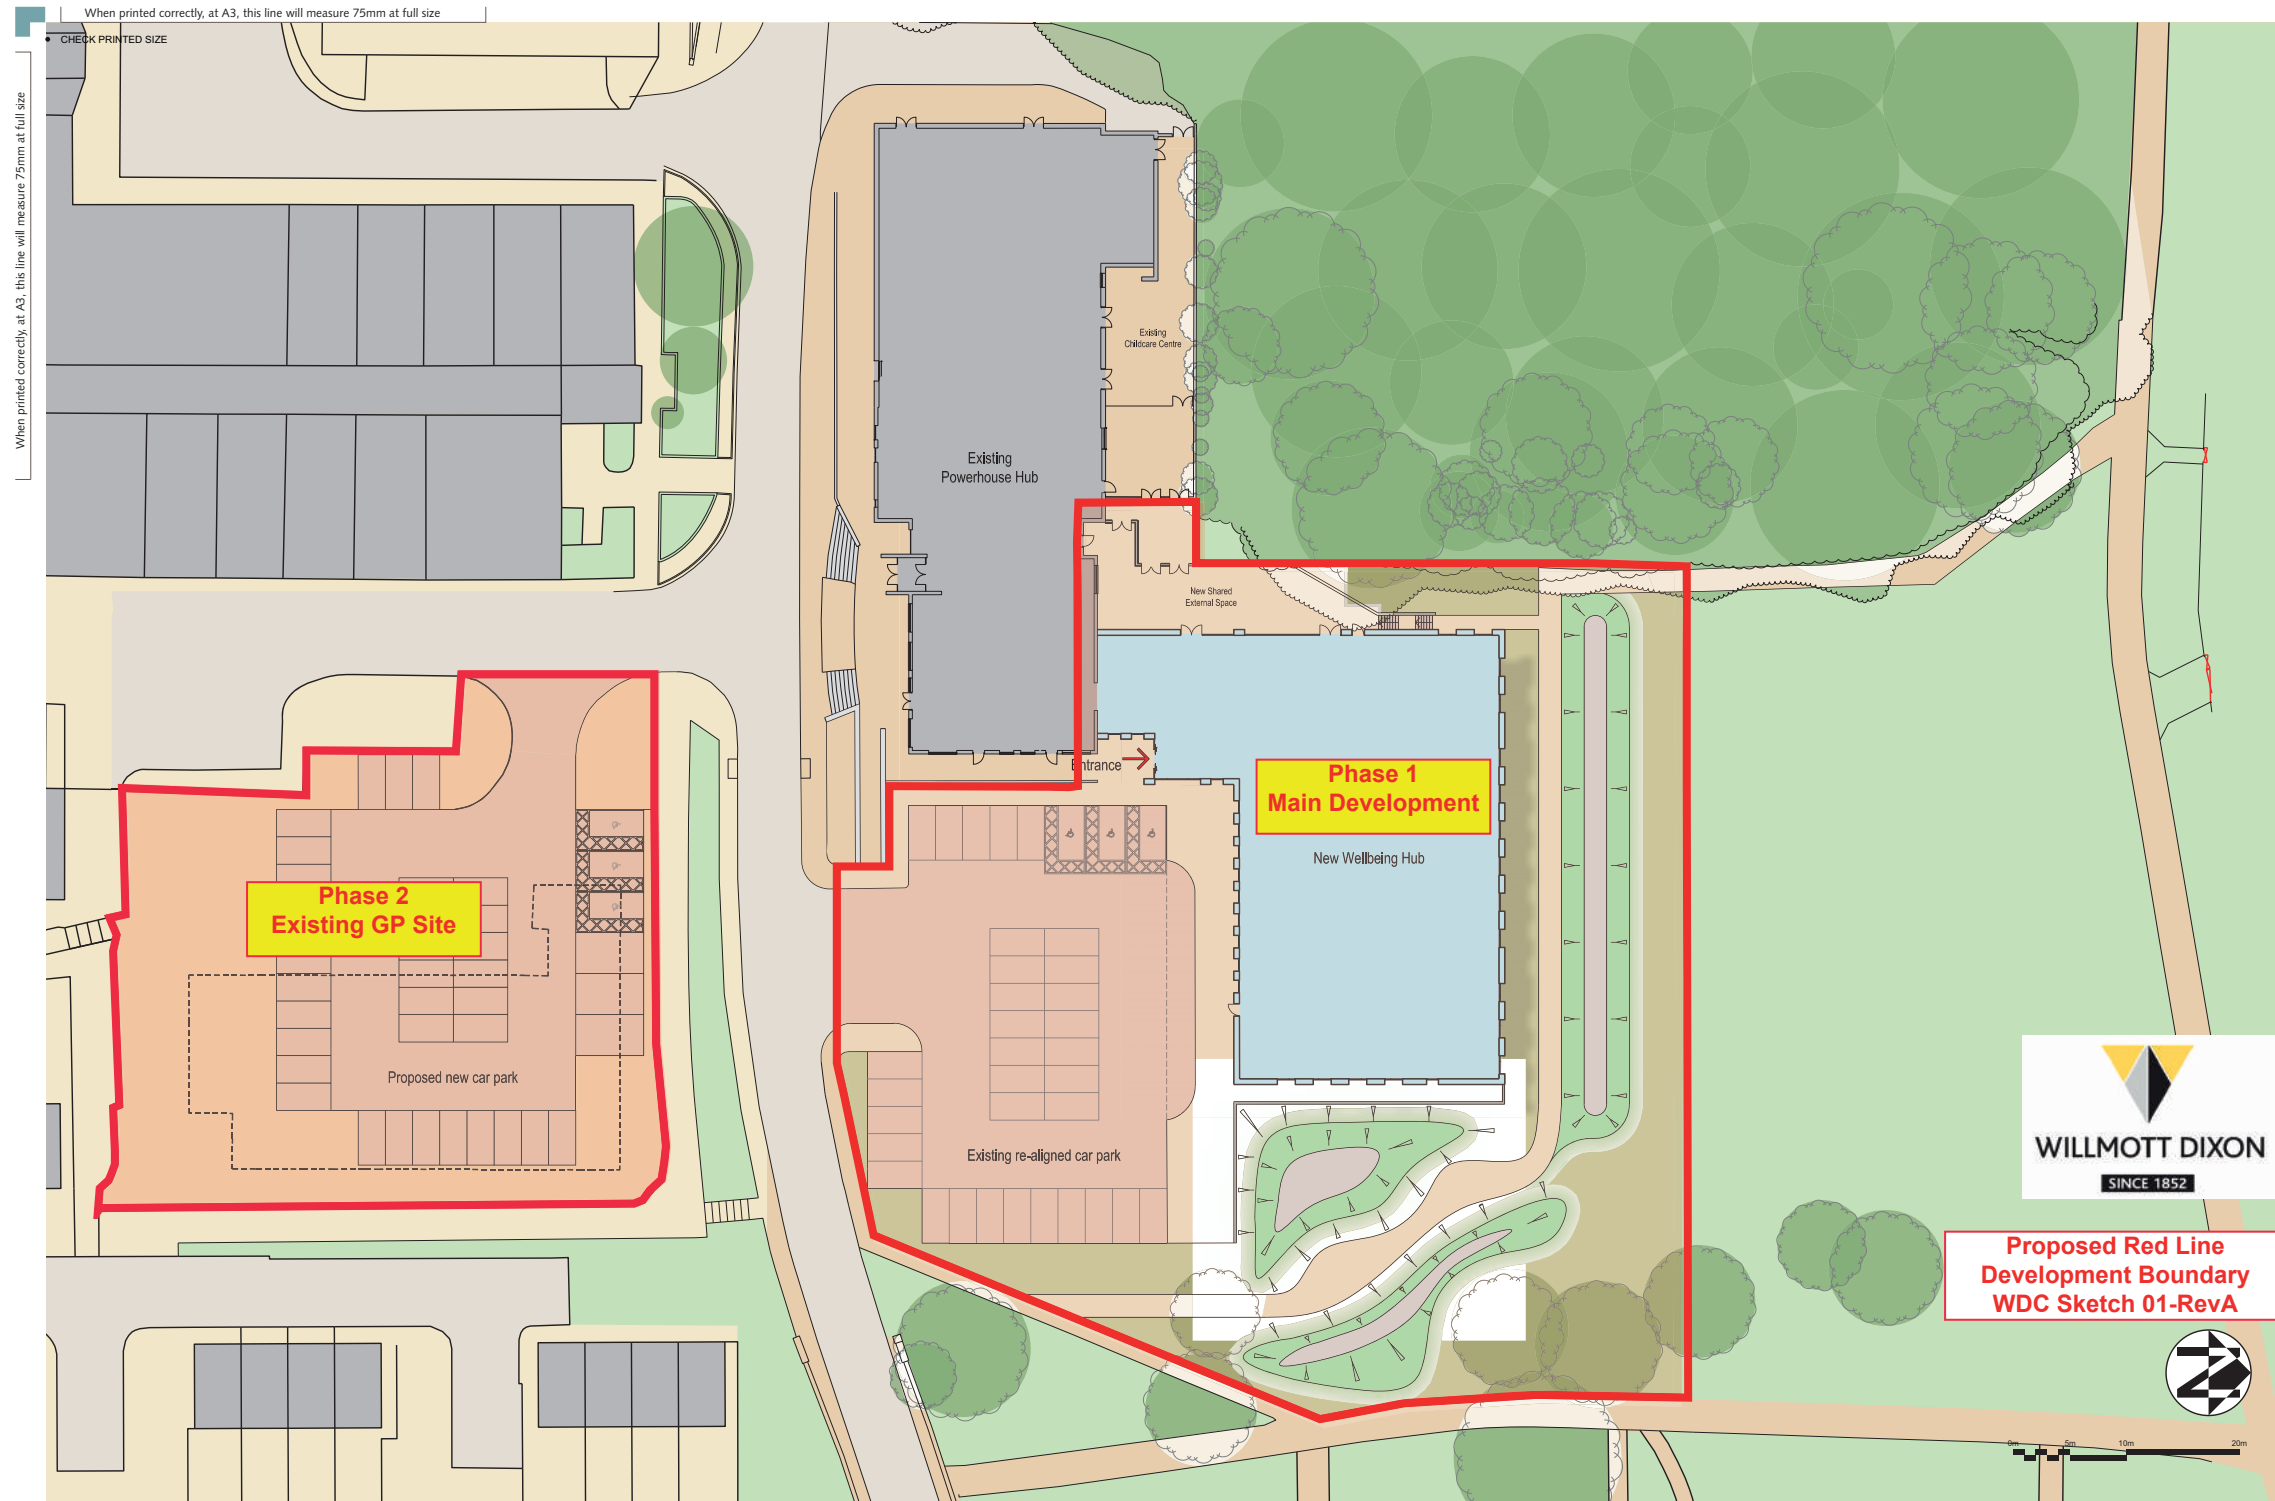 When printed correctly, at A3, this line will measure 75mm at full size
CHECK PRINTED SIZE
When printed correctly, at A3, this line will measure 75mm at full size
Existing
Childcare Centre
Existing
Powerhouse Hub
New Shared
External Space
Entrance
Phase 1
Main Development
New Wellbeing Hub
Phase 2
Existing GP Site
Proposed new car park
Existing re-aligned car park
WILLMOTT DIXON
SINCE 1852
Proposed Red Line
Development Boundary
WDC Sketch 01-RevA
0m 5m 10m 20m